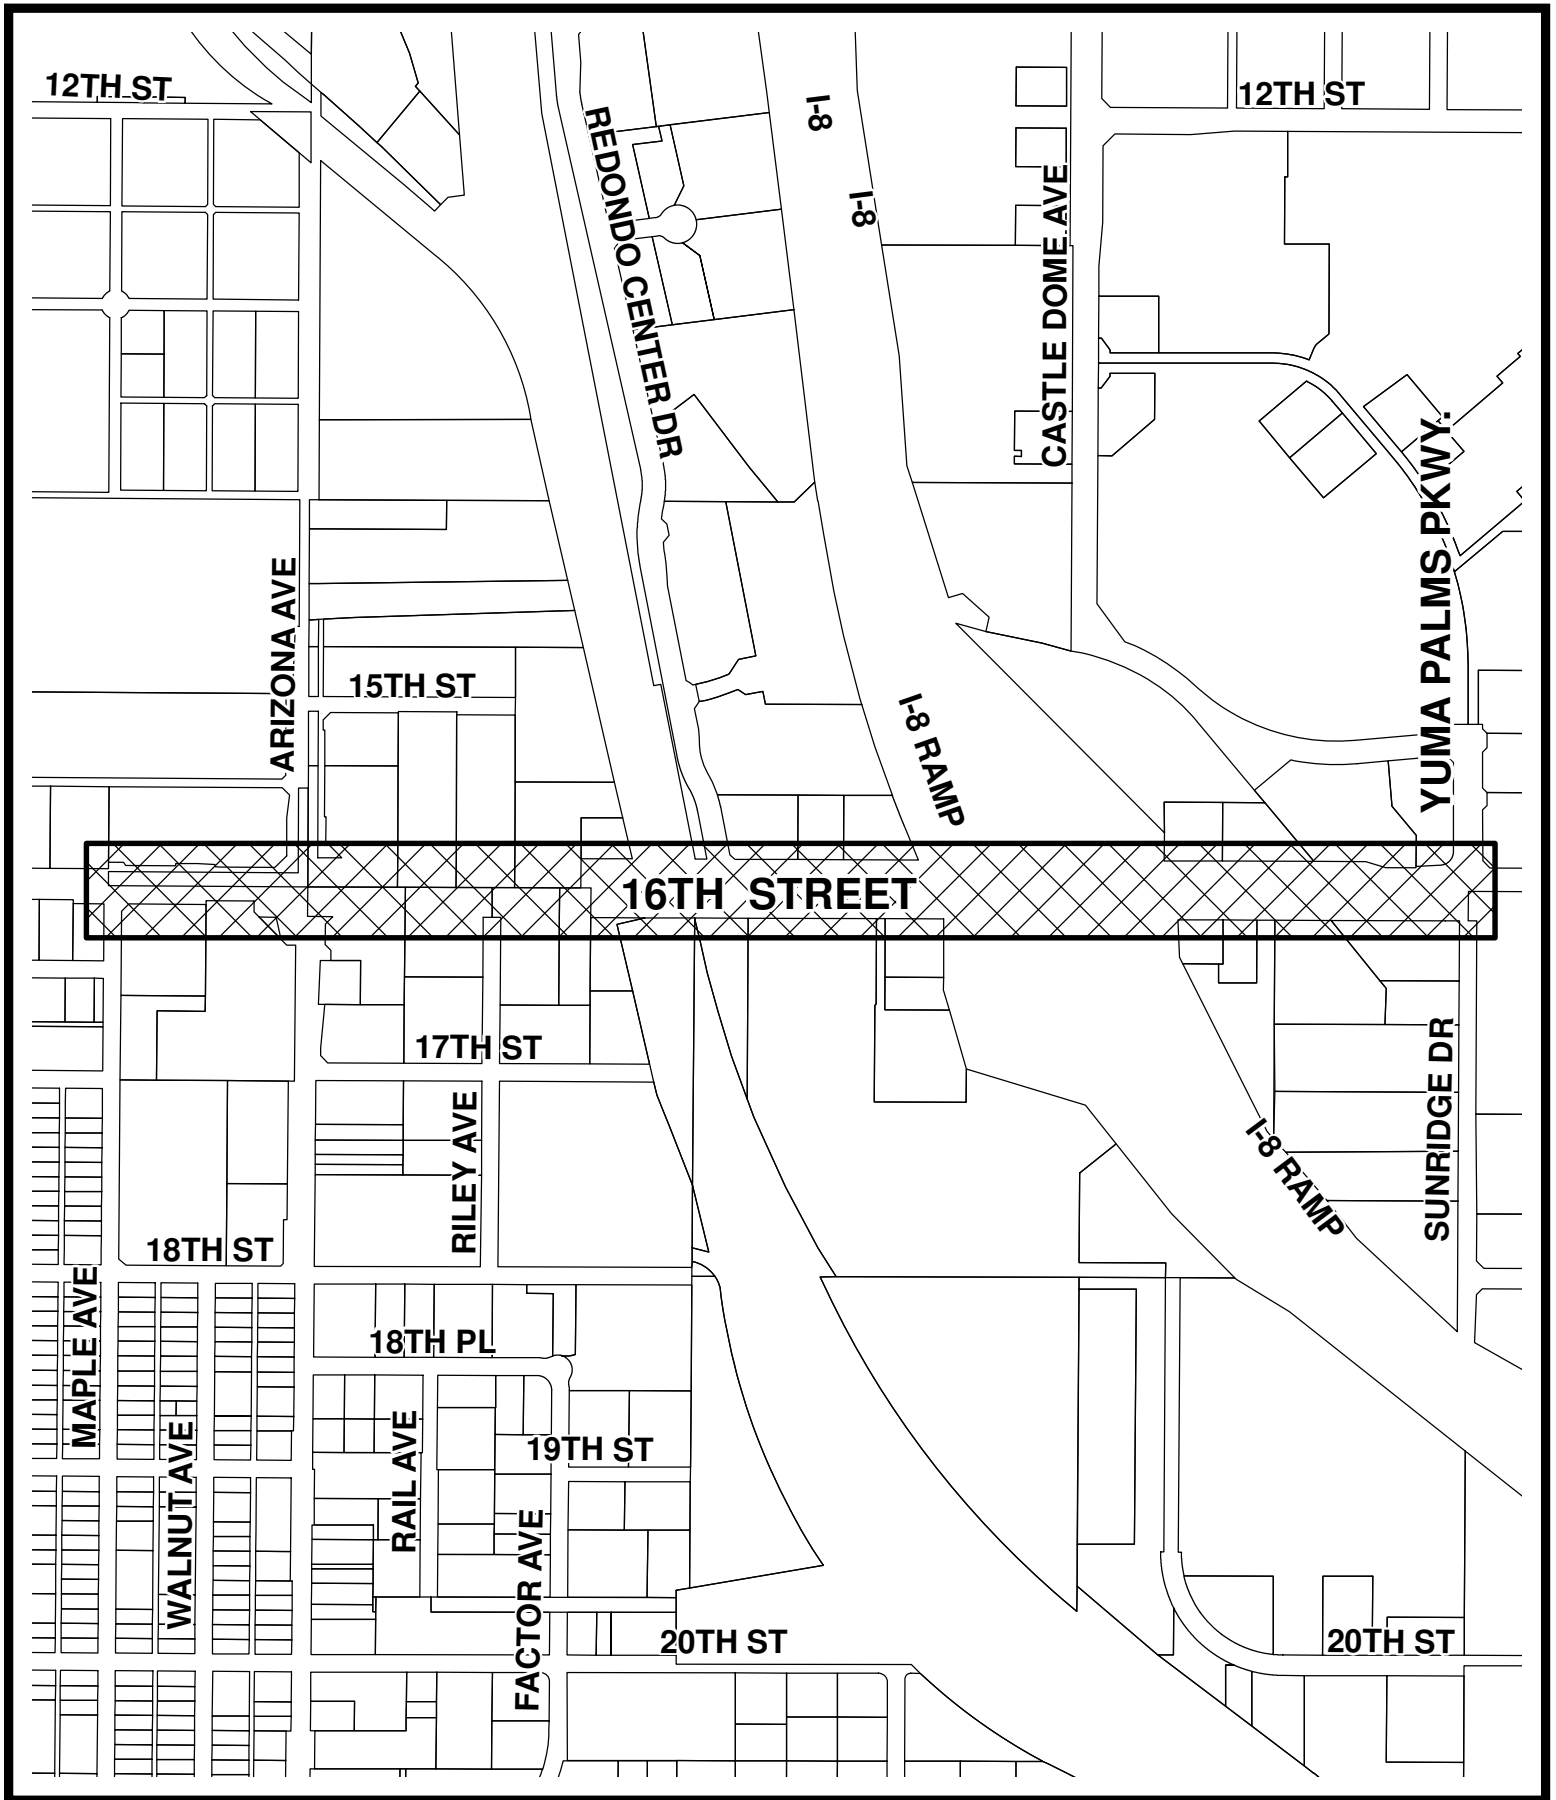 12TH ST
12TH ST
I-8
REDONDO CENTER DR
I-8
CASTLE DOME AVE
YUMA PALMS PKWY.
ARIZONA AVE
15TH ST
I-8 RAMP
16TH STREET
17TH ST
SUNRIDGE DR
RILEY AVE
I-8 RAMP
18TH ST
MAPLE AVE
18TH PL
WALNUT AVE
RAIL AVE
19TH ST
FACTOR AVE
20TH ST
20TH ST